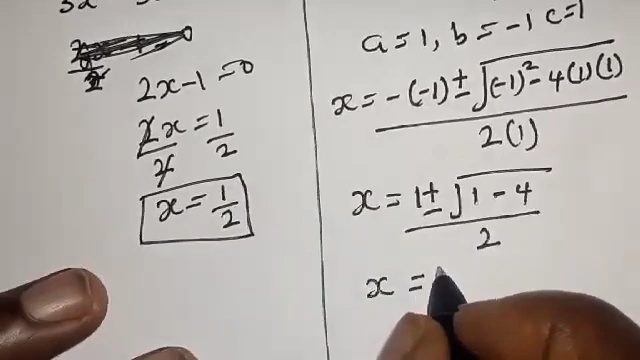 2x-1=0
2x/2 = 1/2
x = 1/2
a=1, b=-1 c=1
x = -(-1)±√(-1)²-4(1)(1) / 2(1)
x = 1±√1-4 / 2
x =